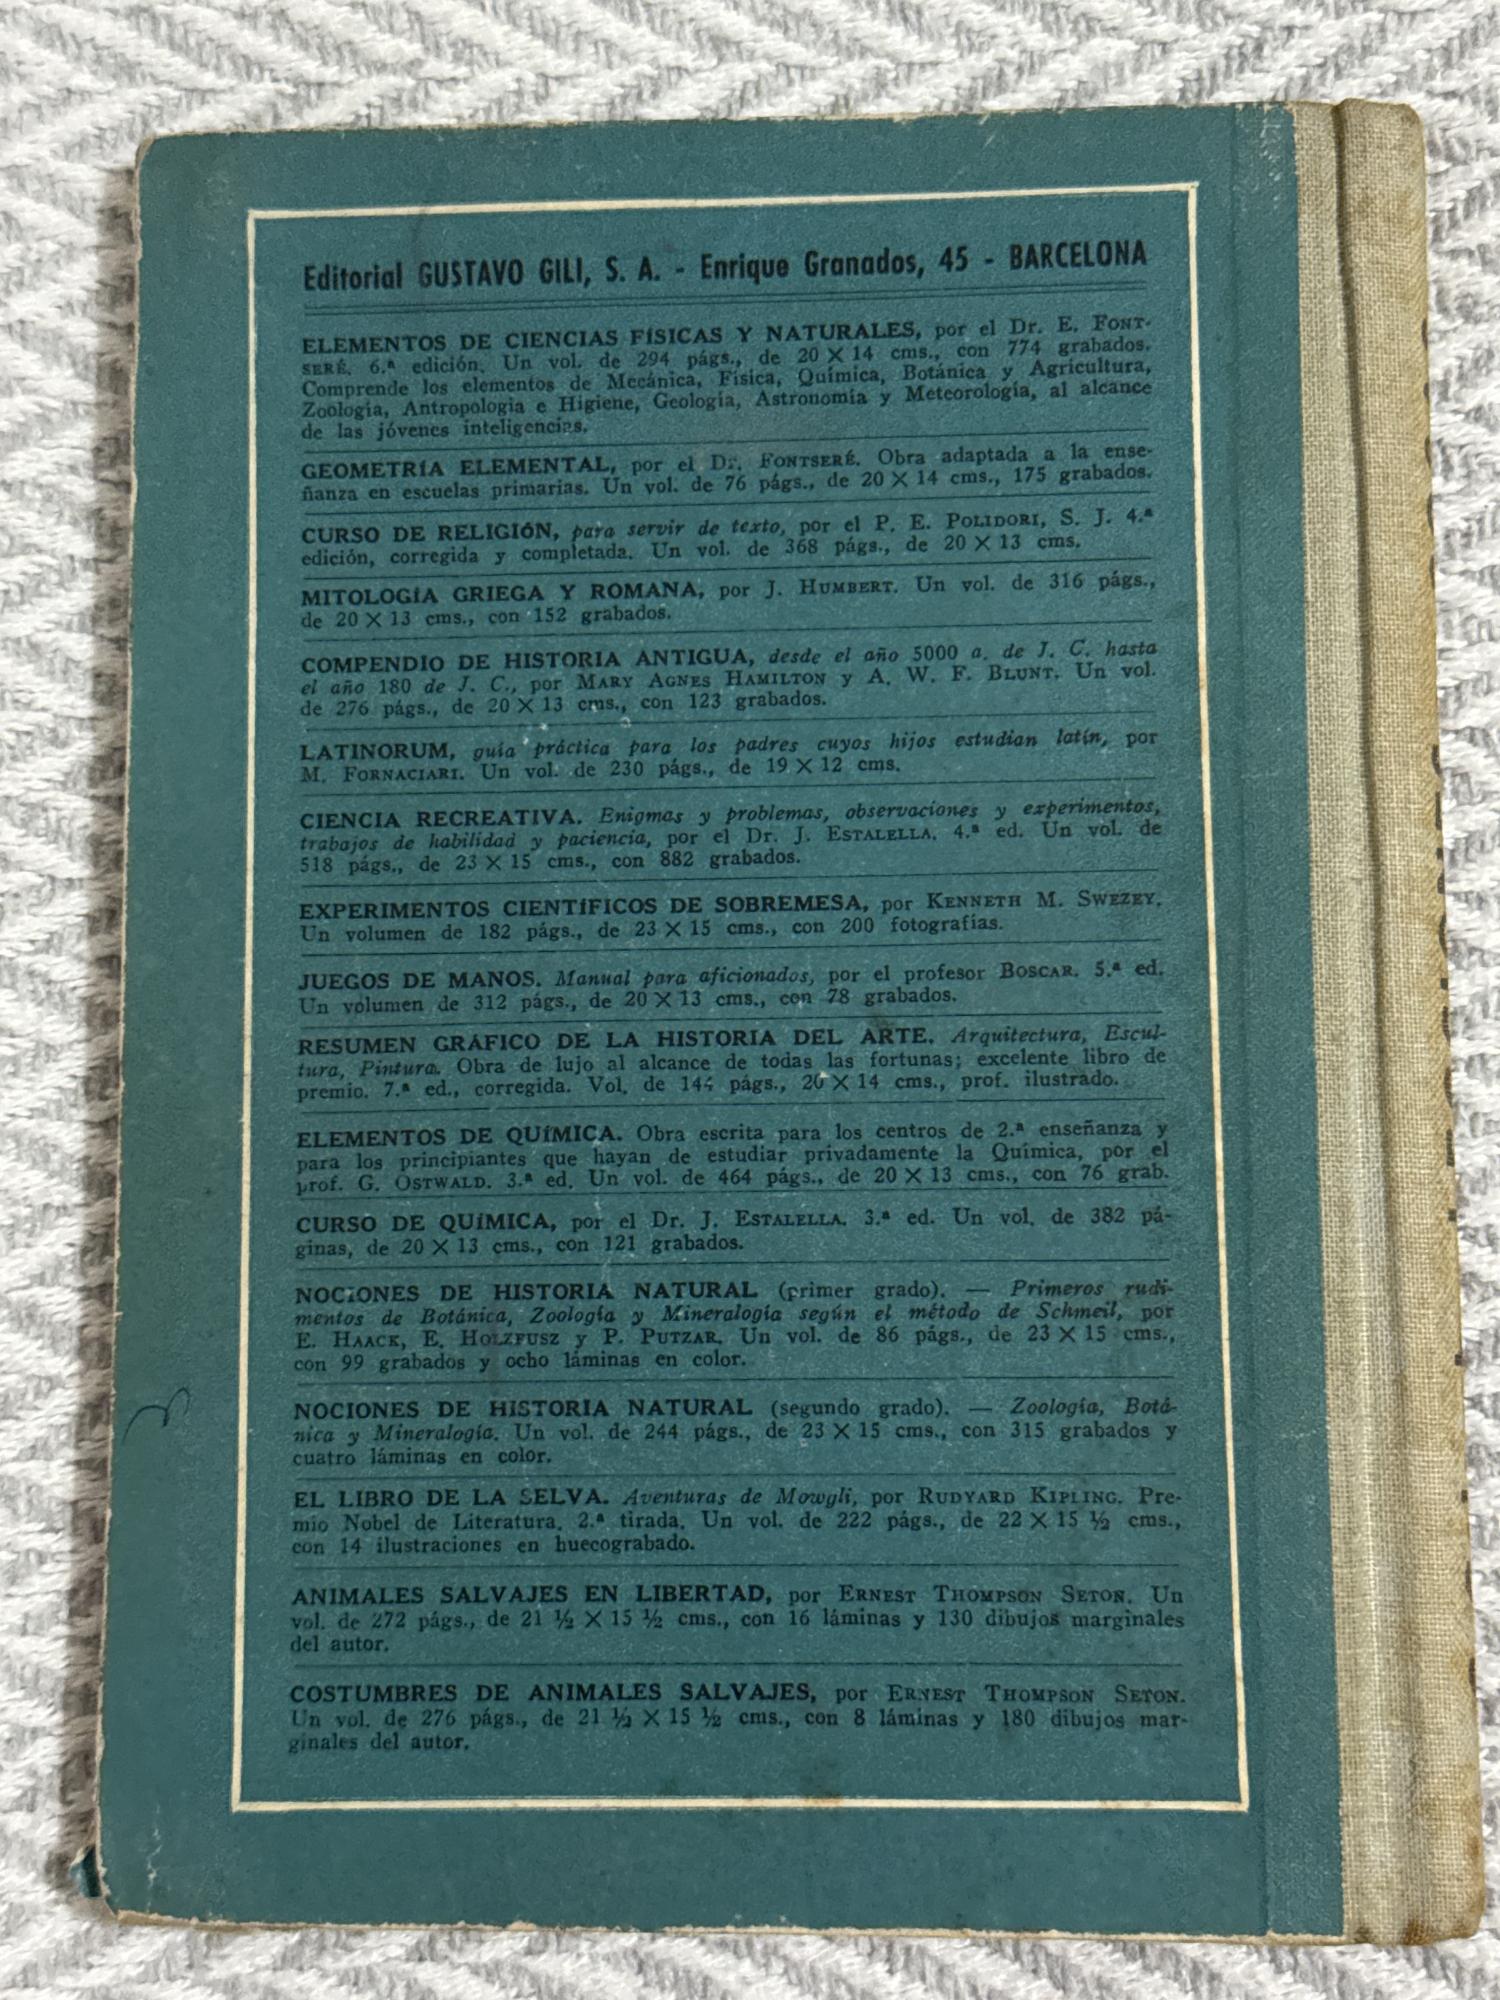 Editorial GUSTAVO GILI, S. A. - Enrique Granados, 45 - BARCELONA
ELEMENTOS DE CIENCIAS FÍSICAS Y NATURALES, por el Dr. E. FONT-
SERÉ. 6.ª edición. Un vol. de 294 págs., de 20 × 14 cms., con 774 grabados.
Comprende los elementos de Mecánica, Física, Química, Botánica y Agricultura,
Zoología, Antropología e Higiene, Geología, Astronomía y Meteorología, al alcance
de las jóvenes inteligencias.
GEOMETRÍA ELEMENTAL, por el Dr. FONTSERÉ. Obra adaptada a la ense-
ñanza en escuelas primarias. Un vol. de 76 págs., de 20 × 14 cms., 175 grabados.
CURSO DE RELIGIÓN, para servir de texto, por el P. E. POLIDORI, S. J. 4.ª
edición, corregida y completada. Un vol. de 368 págs., de 20 × 13 cms.
MITOLOGÍA GRIEGA Y ROMANA, por J. HUMBERT. Un vol. de 316 págs.,
de 20 × 13 cms., con 152 grabados.
COMPENDIO DE HISTORIA ANTIGUA, desde el año 5000 a. de J. C. hasta
el año 180 de J. C., por MARY AGNES HAMILTON y A. W. F. BLUNT. Un vol.
de 276 págs., de 20 × 13 cms., con 123 grabados.
LATINORUM, guía práctica para los padres cuyos hijos estudian latín, por
M. FORNACIARI. Un vol. de 230 págs., de 19 × 12 cms.
CIENCIA RECREATIVA. Enigmas y problemas, observaciones y experimentos,
trabajos de habilidad y paciencia, por el Dr. J. ESTALELLA. 4.ª ed. Un vol. de
518 págs., de 23 × 15 cms., con 882 grabados.
EXPERIMENTOS CIENTÍFICOS DE SOBREMESA, por KENNETH M. SWEZEY.
Un volumen de 182 págs., de 23 × 15 cms., con 200 fotografías.
JUEGOS DE MANOS. Manual para aficionados, por el profesor BOSCAR. 5.ª ed.
Un volumen de 312 págs., de 20 × 13 cms., con 78 grabados.
RESUMEN GRÁFICO DE LA HISTORIA DEL ARTE. Arquitectura, Escul-
tura, Pintura. Obra de lujo al alcance de todas las fortunas; excelente libro de
premio. 7.ª ed., corregida. Vol. de 144 págs., 20 × 14 cms., prof. ilustrado.
ELEMENTOS DE QUÍMICA. Obra escrita para los centros de 2.ª enseñanza y
para los principiantes que hayan de estudiar privadamente la Química, por el
prof. G. OSTWALD. 3.ª ed. Un vol. de 464 págs., de 20 × 13 cms., con 76 grab.
CURSO DE QUÍMICA, por el Dr. J. ESTALELLA. 3.ª ed. Un vol. de 382 pá-
ginas, de 20 × 13 cms., con 121 grabados.
NOCIONES DE HISTORIA NATURAL (primer grado). — Primeros rudi-
mentos de Botánica, Zoología y Mineralogía según el método de Schmeil, por
E. HAACK, E. HOLZFUSZ y P. PUTZAR. Un vol. de 86 págs., de 23 × 15 cms.,
con 99 grabados y ocho láminas en color.
NOCIONES DE HISTORIA NATURAL (segundo grado). — Zoología, Botá-
nica y Mineralogía. Un vol. de 244 págs., de 23 × 15 cms., con 315 grabados y
cuatro láminas en color.
EL LIBRO DE LA SELVA. Aventuras de Mowgli, por RUDYARD KIPLING. Pre-
mio Nobel de Literatura. 2.ª tirada. Un vol. de 222 págs., de 22 × 15 ½ cms.,
con 14 ilustraciones en huecograbado.
ANIMALES SALVAJES EN LIBERTAD, por ERNEST THOMPSON SETON. Un
vol. de 272 págs., de 21 ½ × 15 ½ cms., con 16 láminas y 130 dibujos marginales
del autor.
COSTUMBRES DE ANIMALES SALVAJES, por ERNEST THOMPSON SETON.
Un vol. de 276 págs., de 21 ½ × 15 ½ cms., con 8 láminas y 180 dibujos mar-
ginales del autor.